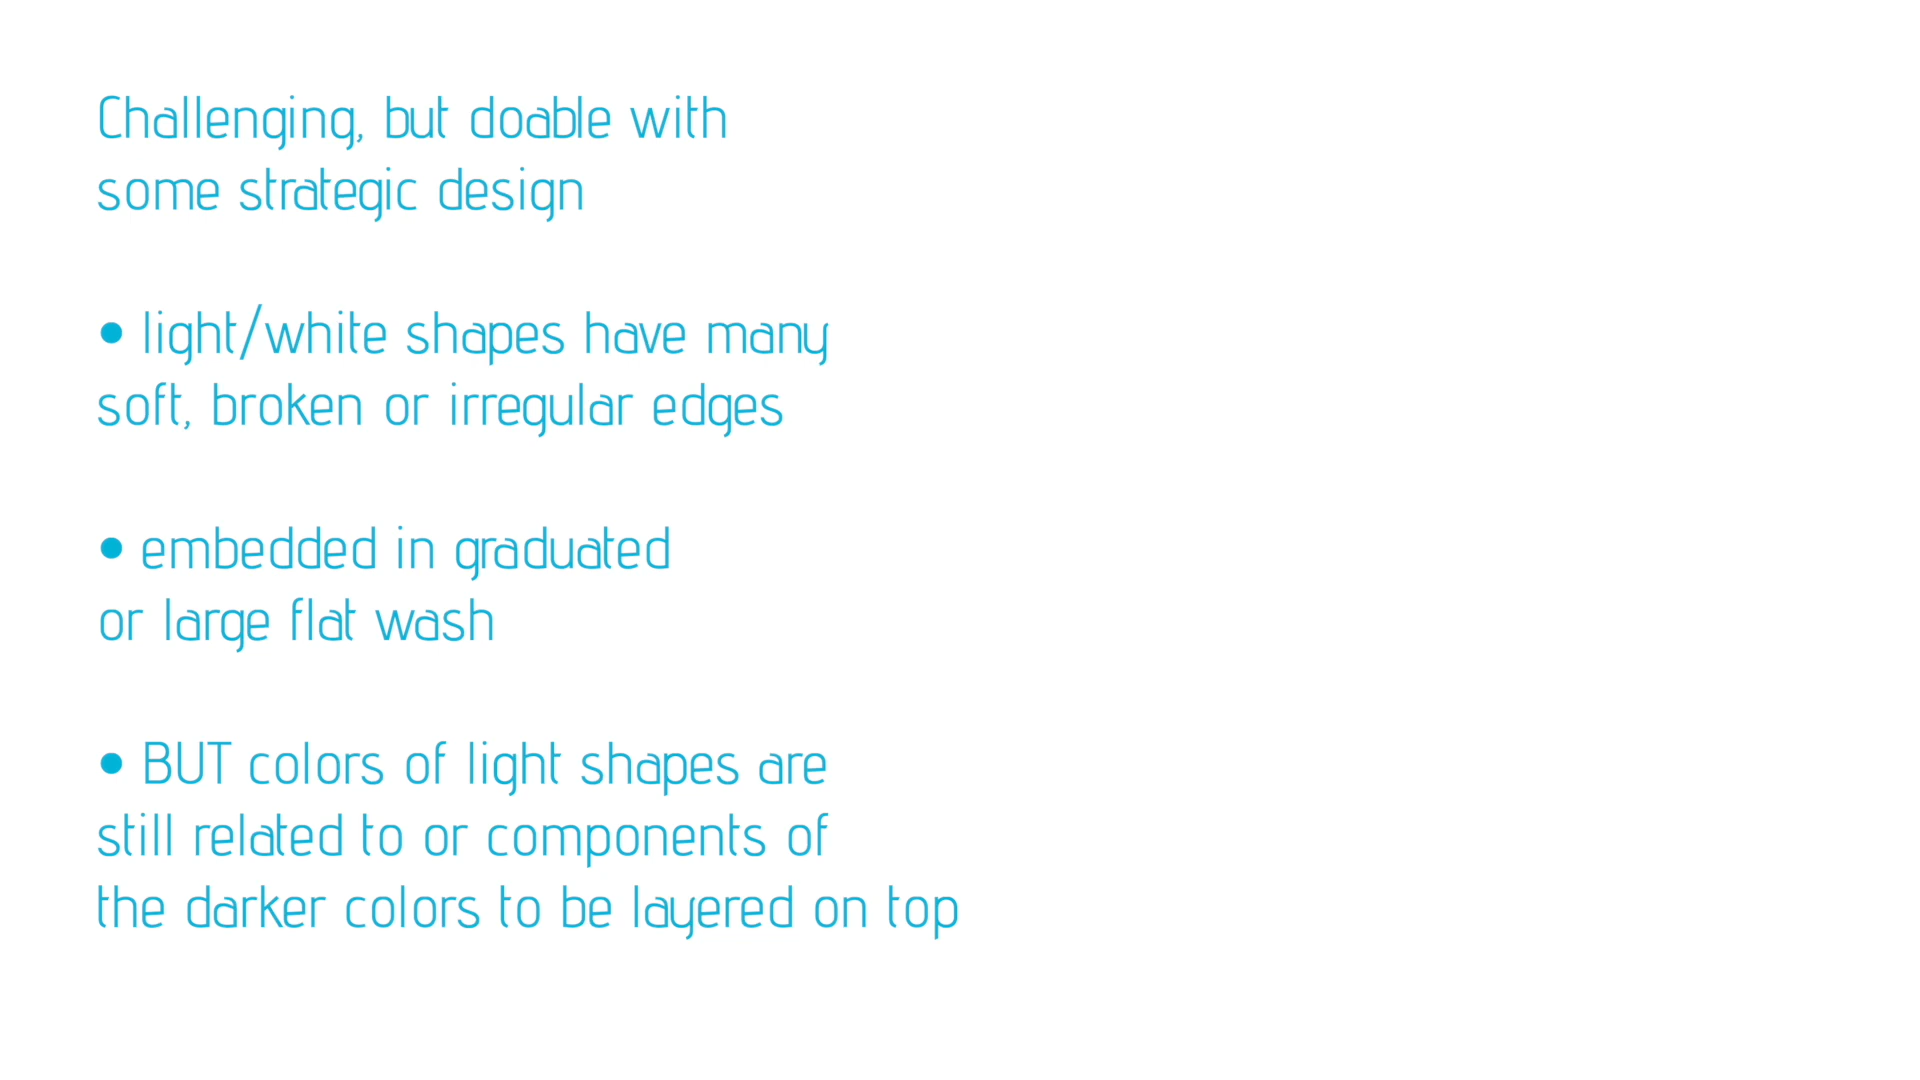 Challenging, but doable with
some strategic design
• light/white shapes have many
soft, broken or irregular edges
• embedded in graduated
or large flat wash
• BUT colors of light shapes are
still related to or components of
the darker colors to be layered on top